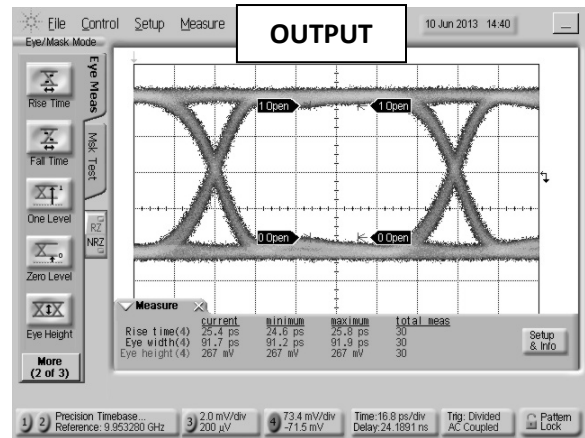 File Control Setup Measure
OUTPUT
10 Jun 2013 14:40
Eye/Mask Mode
Eye Meas
Msk Test
RZ
NRZ
Rise Time
Fall Time
One Level
Zero Level
Eye Height
More
(2 of 3)
1 Open
1 Open
0 Open
0 Open
Measure
current minimum maximum total meas
Rise time(4) 25.4 ps 24.6 ps 25.8 ps 30
Eye width(4) 91.7 ps 91.2 ps 91.9 ps 30
Eye height(4) 267 mV 267 mV 267 mV 30
Setup
& Info
1 2 Precision Timebase...
Reference: 9.953280 GHz
3 2.0 mV/div
200 µV
4 73.4 mV/div
-71.5 mV
Time:16.8 ps/div
Delay:24.1891 ns
Trig: Divided
AC Coupled
Pattern
Lock